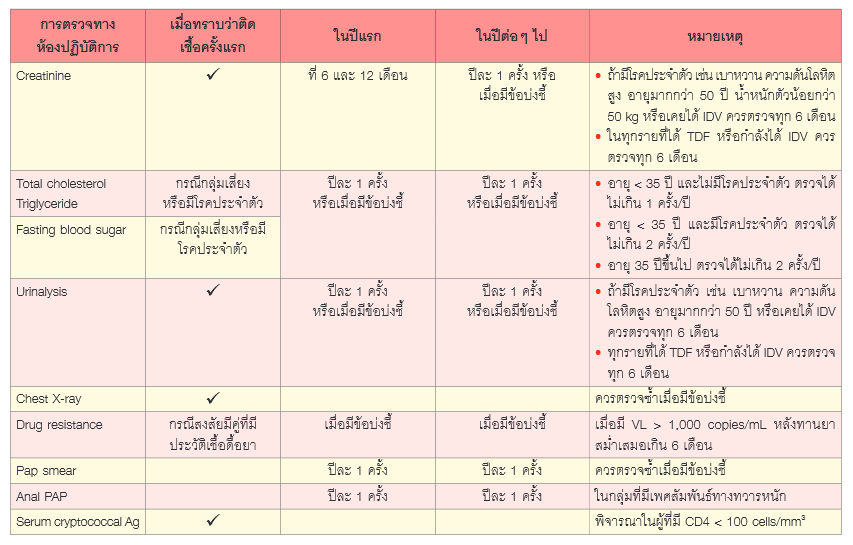 การตรวจทาง
ห้องปฏิบัติการ
เมื่อทราบว่าติด
เชื้อครั้งแรก
ในปีแรก
ในปีต่อๆ ไป
หมายเหตุ
Creatinine
✓
ที่ 6 และ 12 เดือน
ปีละ 1 ครั้ง หรือ
เมื่อมีข้อบ่งชี้
• ถ้ามีโรคประจำตัว เช่น เบาหวาน ความดันโลหิต
สูง อายุมากกว่า 50 ปี น้ำหนักตัวน้อยกว่า
50 kg หรือเคยได้ IDV ควรตรวจทุก 6 เดือน
• ในทุกรายที่ได้ TDF หรือกำลังได้ IDV ควร
ตรวจทุก 6 เดือน
Total cholesterol
Triglyceride
กรณีกลุ่มเสี่ยง
หรือมีโรคประจำตัว
ปีละ 1 ครั้ง
หรือเมื่อมีข้อบ่งชี้
ปีละ 1 ครั้ง
หรือเมื่อมีข้อบ่งชี้
• อายุ < 35 ปี และไม่มีโรคประจำตัว ตรวจได้
ไม่เกิน 1 ครั้ง/ปี
• อายุ < 35 ปี และมีโรคประจำตัว ตรวจได้
ไม่เกิน 2 ครั้ง/ปี
• อายุ 35 ปีขึ้นไป ตรวจได้ไม่เกิน 2 ครั้ง/ปี
Fasting blood sugar
กรณีกลุ่มเสี่ยงหรือมี
โรคประจำตัว
Urinalysis
✓
ปีละ 1 ครั้ง
หรือเมื่อมีข้อบ่งชี้
ปีละ 1 ครั้ง
หรือเมื่อมีข้อบ่งชี้
• ถ้ามีโรคประจำตัว เช่น เบาหวาน ความดัน
โลหิตสูง อายุมากกว่า 50 ปี หรือเคยได้ IDV
ควรตรวจทุก 6 เดือน
• ทุกรายที่ได้ TDF หรือกำลังได้ IDV ควรตรวจ
ทุก 6 เดือน
Chest X-ray
✓
ควรตรวจซ้ำเมื่อมีข้อบ่งชี้
Drug resistance
กรณีสงสัยมีคู่ที่มี
ประวัติเชื้อดื้อยา
เมื่อมีข้อบ่งชี้
เมื่อมีข้อบ่งชี้
เมื่อมี VL > 1,000 copies/mL หลังทานยา
สม่ำเสมอเกิน 6 เดือน
Pap smear
ปีละ 1 ครั้ง
ปีละ 1 ครั้ง
ควรตรวจซ้ำเมื่อมีข้อบ่งชี้
Anal PAP
ปีละ 1 ครั้ง
ปีละ 1 ครั้ง
ในกลุ่มที่มีเพศสัมพันธ์ทางทวารหนัก
Serum cryptococcal Ag
✓
พิจารณาในผู้ที่มี CD4 < 100 cells/mm³